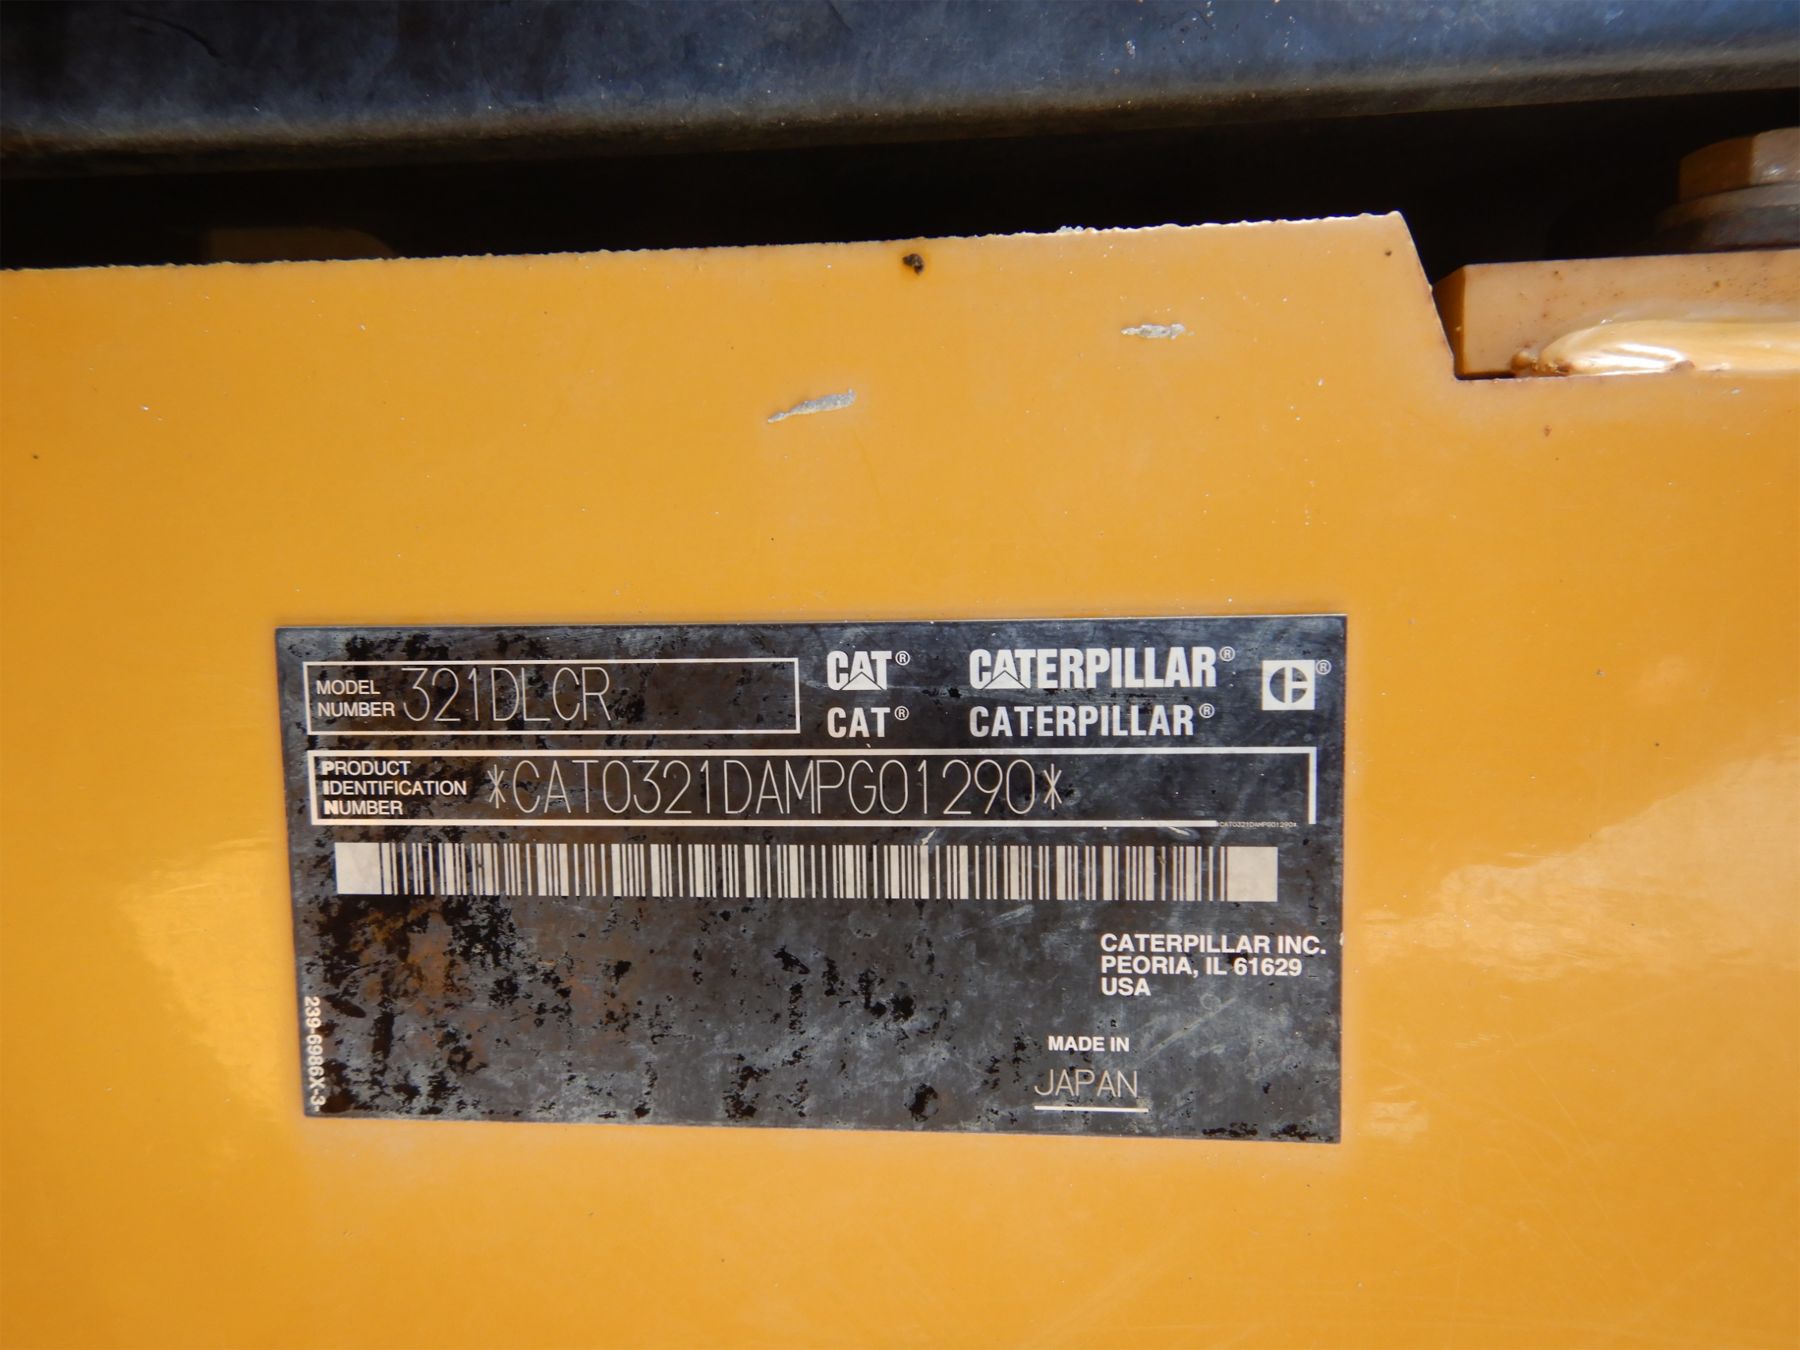 MODEL NUMBER 321DLCR
CAT® CATERPILLAR®
CAT® CATERPILLAR®
PRODUCT IDENTIFICATION NUMBER *CAT0321DAMPG01290*
*CAT0321DAMPG01290*
CATERPILLAR INC.
PEORIA, IL 61629
USA
MADE IN
JAPAN
239-6986X-3-